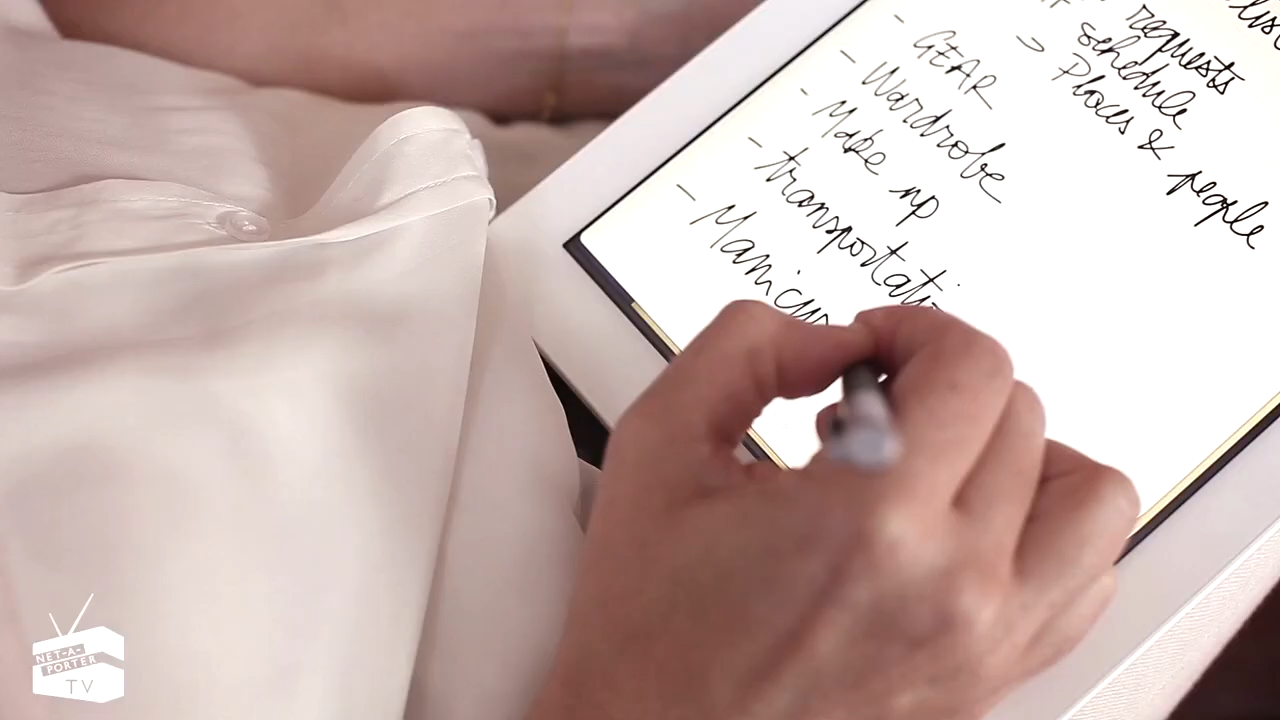 requests
schedule
> Places & people
- GEAR
- Wardrobe
- Make up
- transportati
- Manicur
NET-A-
PORTER
TV